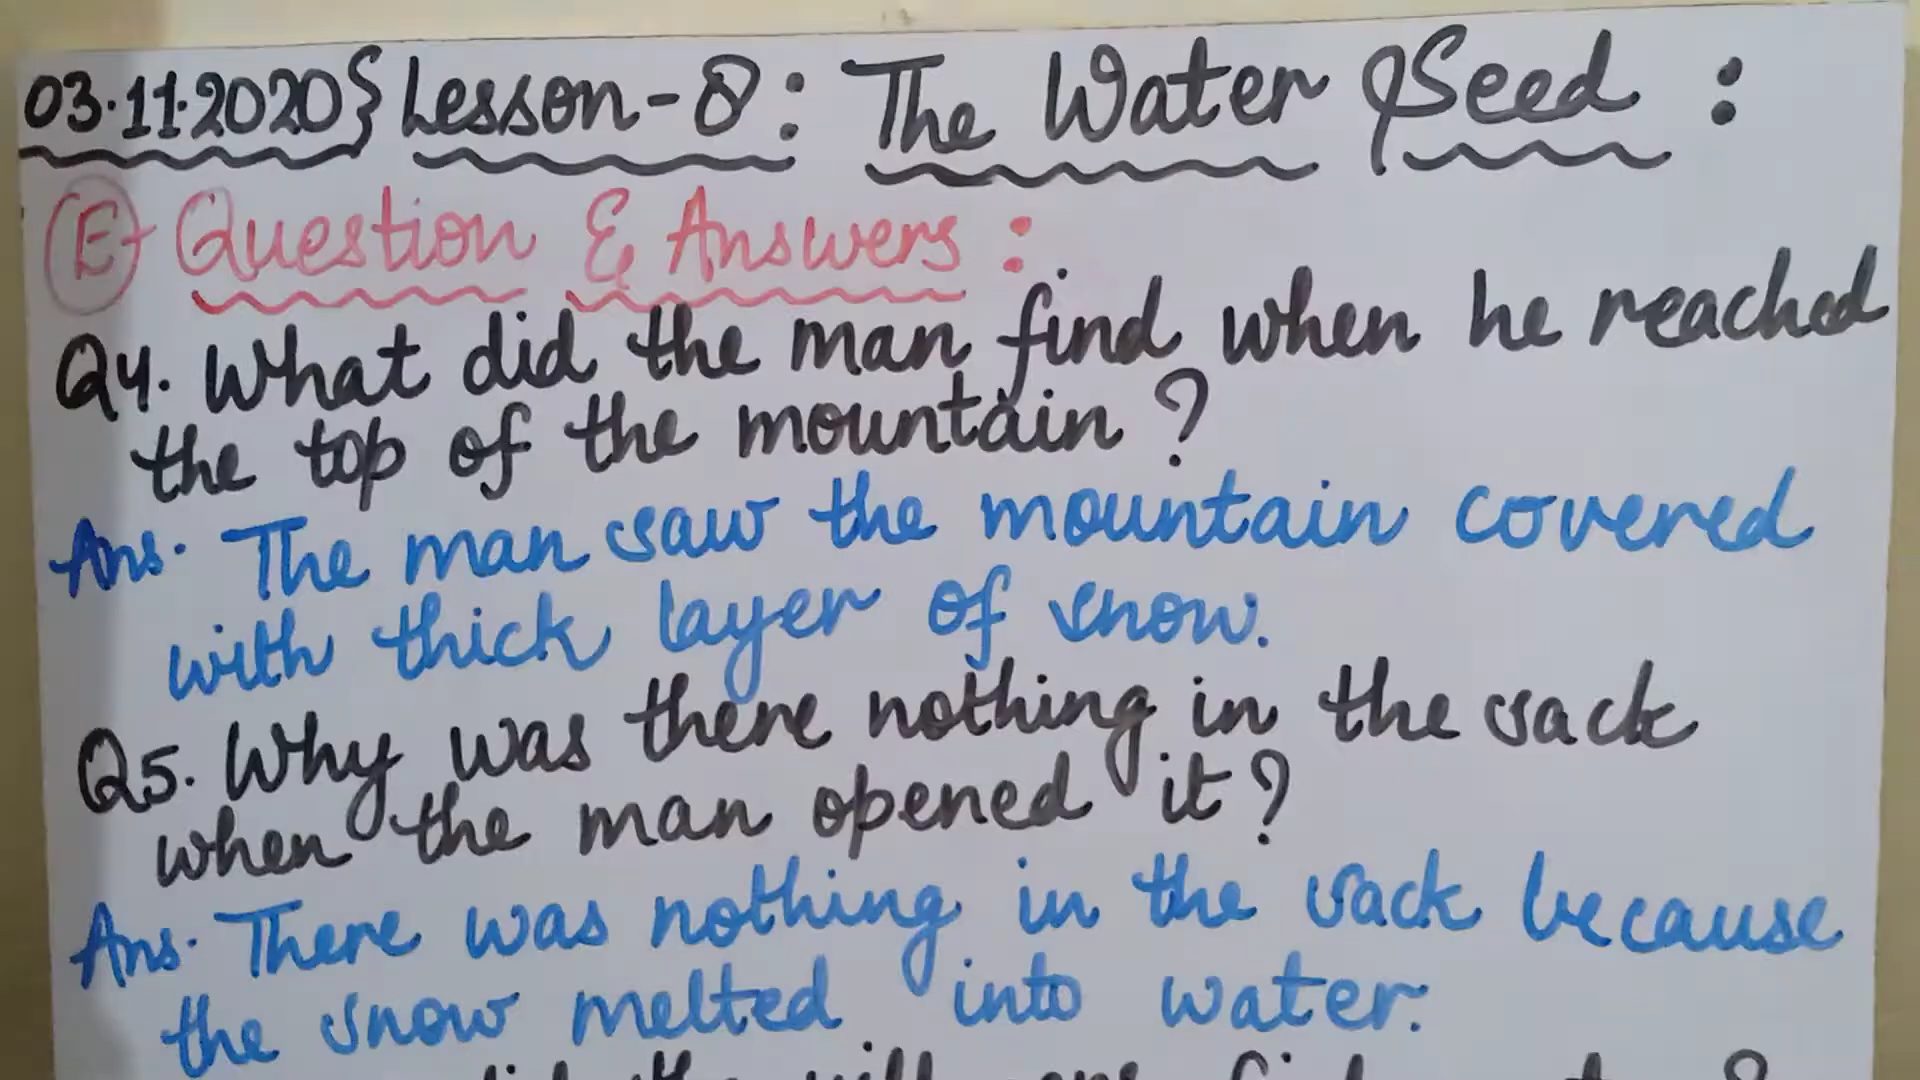 03.11.2020} Lesson-8: The Water Seed :
(E) Question & Answers :
Q4. What did the man find when he reached
the top of the mountain ?
Ans. The man saw the mountain covered
with thick layer of snow.
Q5. Why was there nothing in the sack
when the man opened it ?
Ans. There was nothing in the sack because
the snow melted into water.